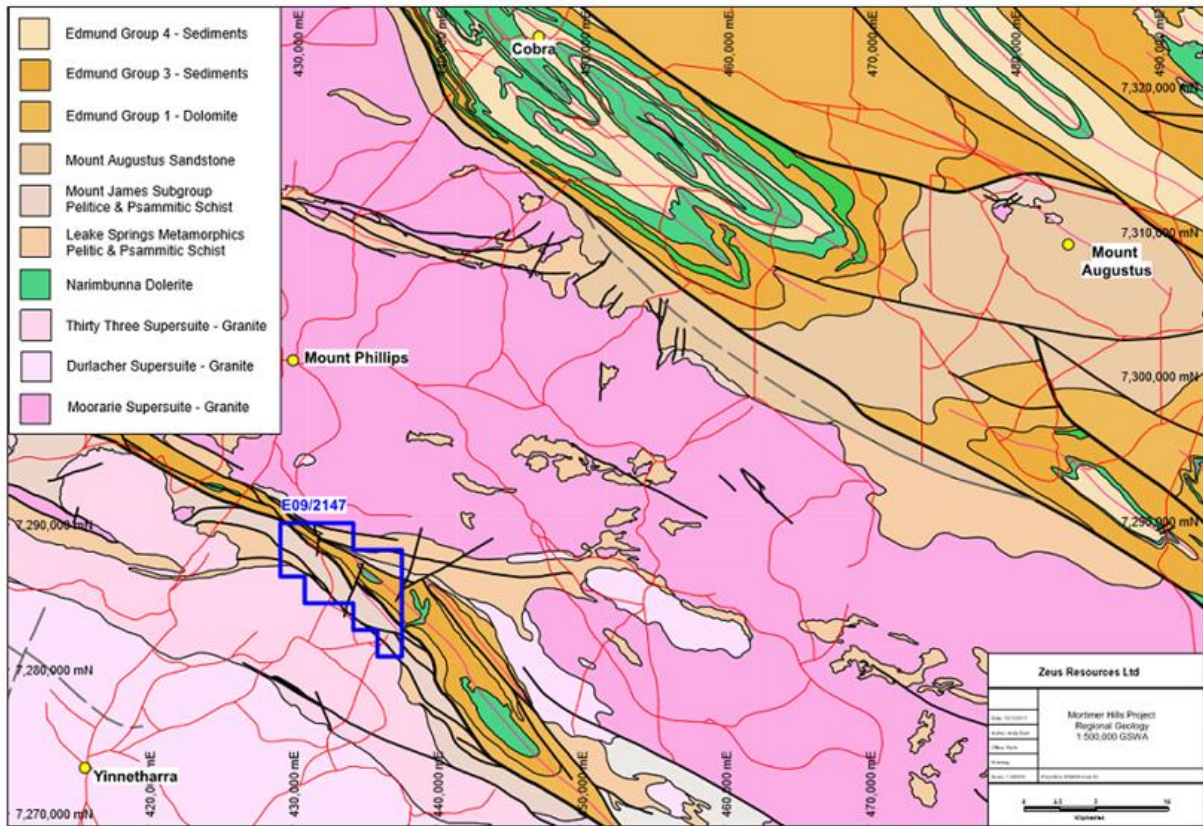 Edmund Group 4 - Sediments
Edmund Group 3 - Sediments
Edmund Group 1 - Dolomite
Mount Augustus Sandstone
Mount James Subgroup
Pelitice & Psammitic Schist
Leake Springs Metamorphics
Pelitic & Psammitic Schist
Narimbunna Dolerite
Thirty Three Supersuite - Granite
Durlacher Supersuite - Granite
Moorarie Supersuite - Granite
430,000 mE
460,000 mE
470,000 mE
480,000 mE
490,000 mE
Cobra
7,320,000 mN
7,310,000 mN
Mount
Augustus
Mount Phillips
7,300,000 mN
E09/2147
7,290,000 mN
7,290,000 mN
7,280,000 mN
Yinnetharra
420,000 mE
430,000 mE
440,000 mE
460,000 mE
470,000 mE
7,270,000 mN
Zeus Resources Ltd
Mortimer Hills Project
Regional Geology
1:500,000 GSWA